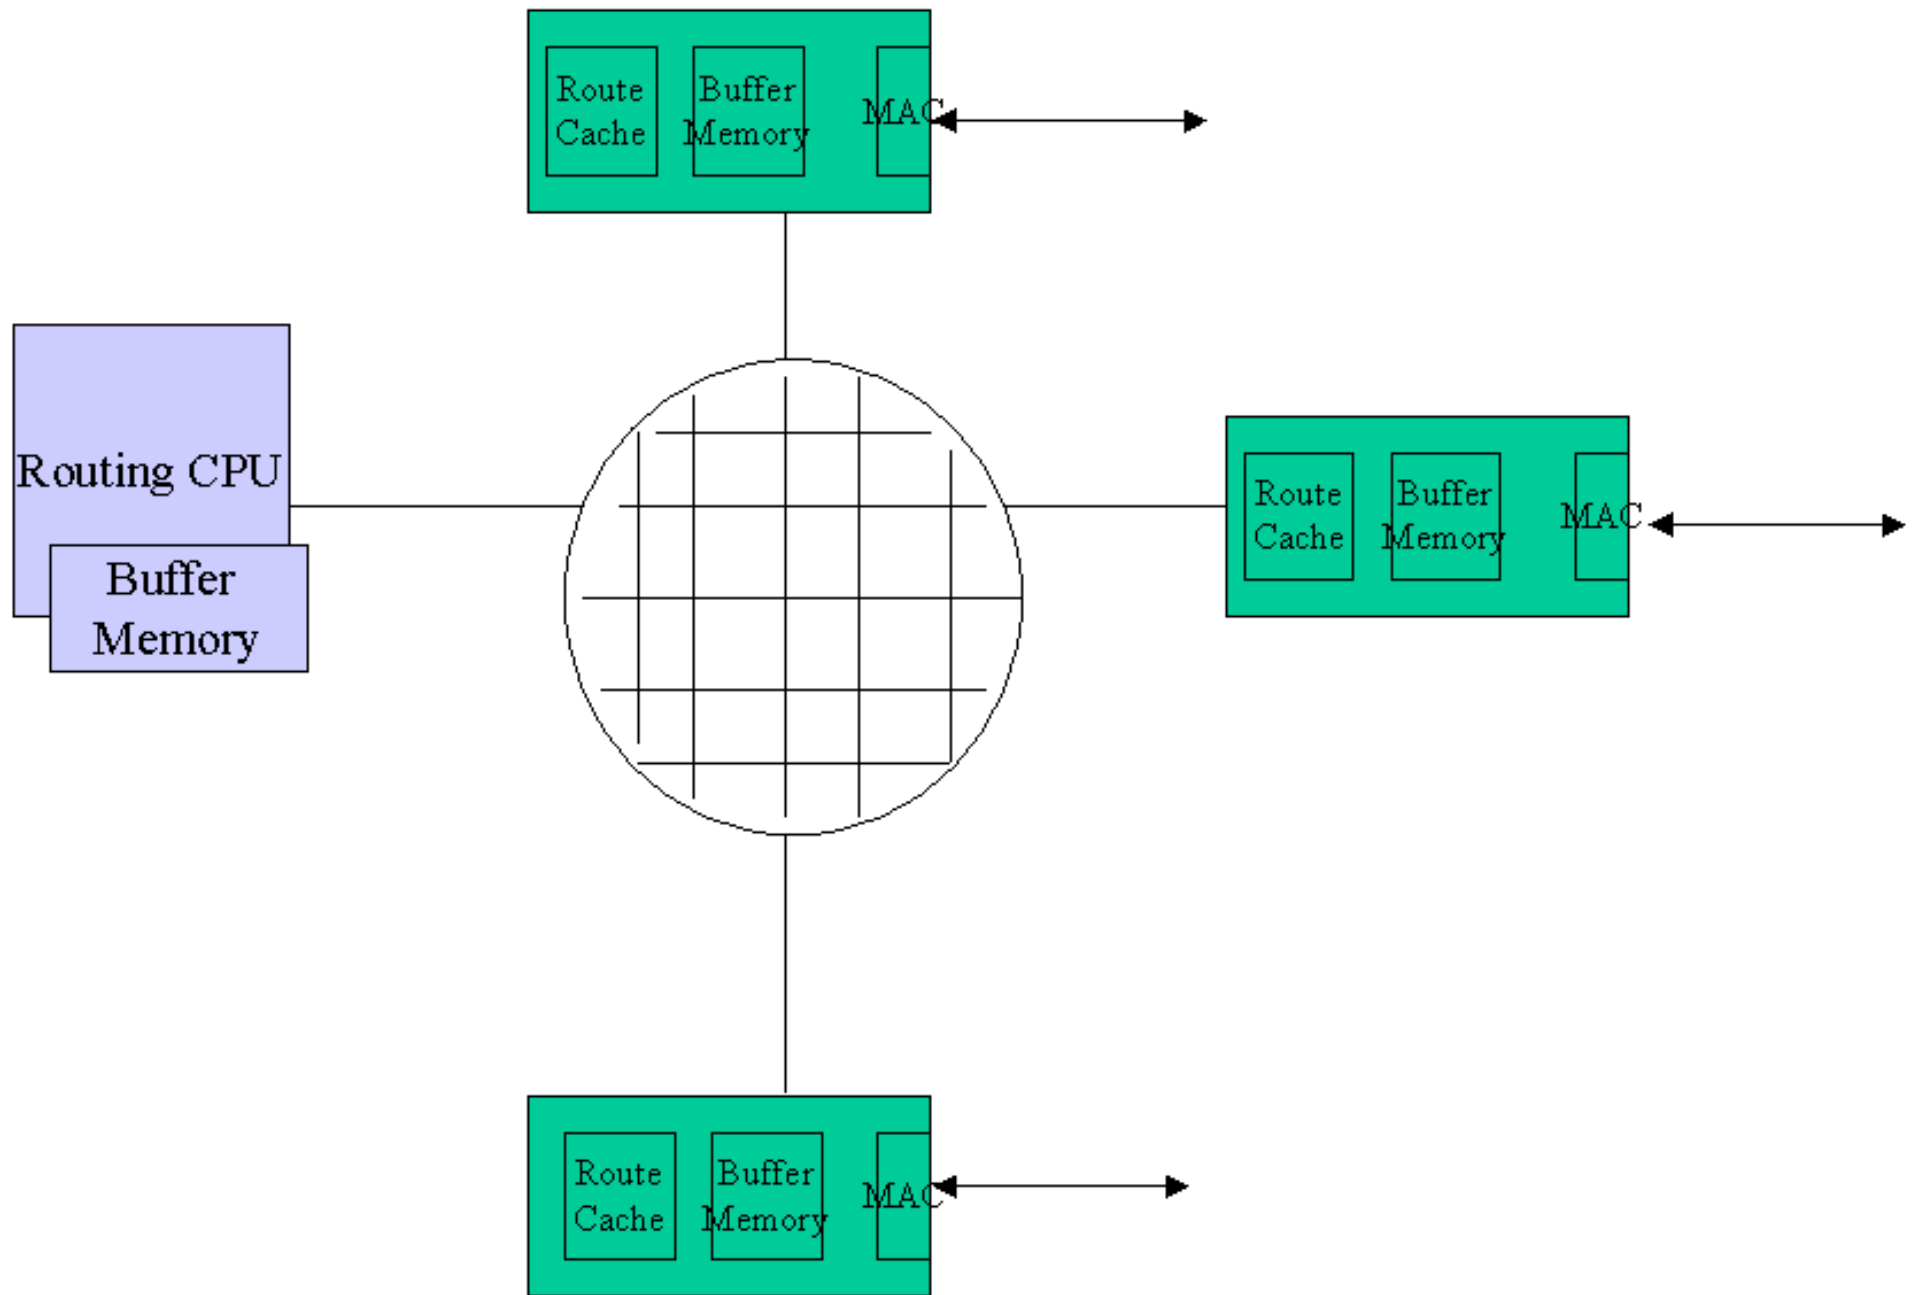 Route
Cache
Buffer
Memory
MAC
Routing CPU
Buffer
Memory
Route
Cache
Buffer
Memory
MAC
Route
Cache
Buffer
Memory
MAC